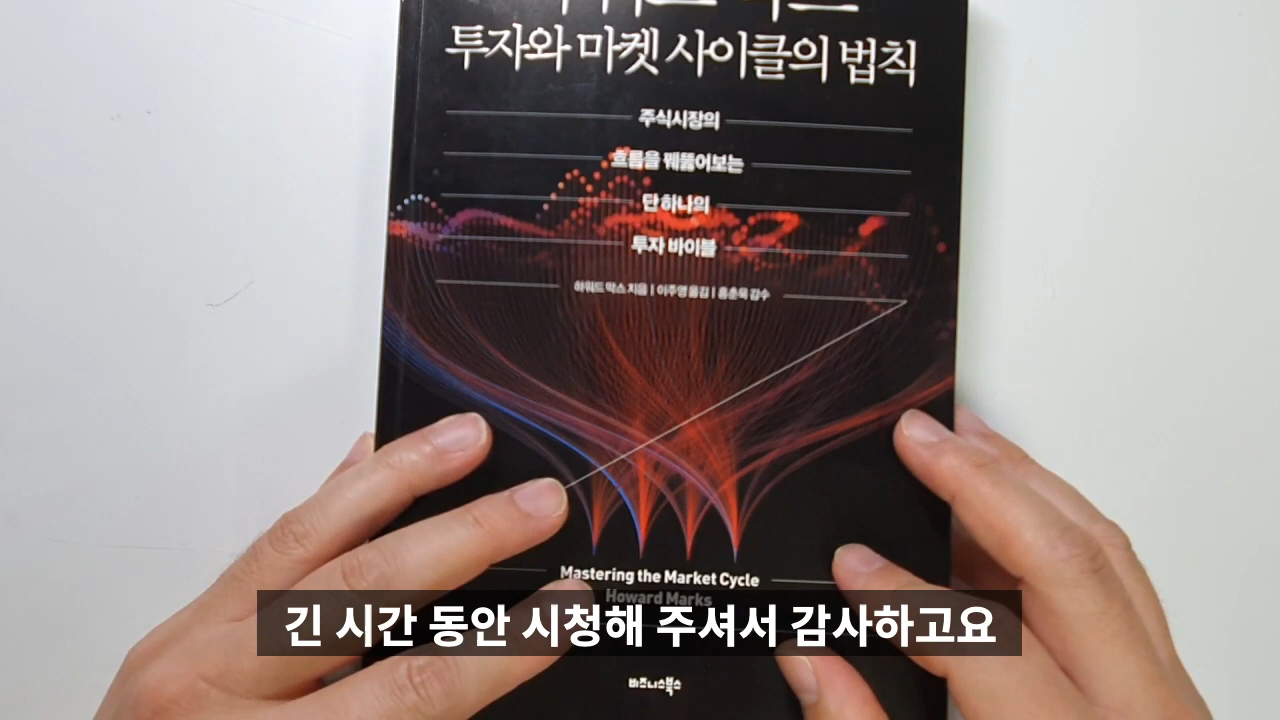 투자와 마켓 사이클의 법칙
주식시장의
흐름을 꿰뚫어보는
단 하나의
투자 바이블
하워드 막스 지음 | 이주영 옮김 | 홍춘욱 감수
Mastering the Market Cycle
Howard Marks
긴 시간 동안 시청해 주셔서 감사하고요
비즈니스북스